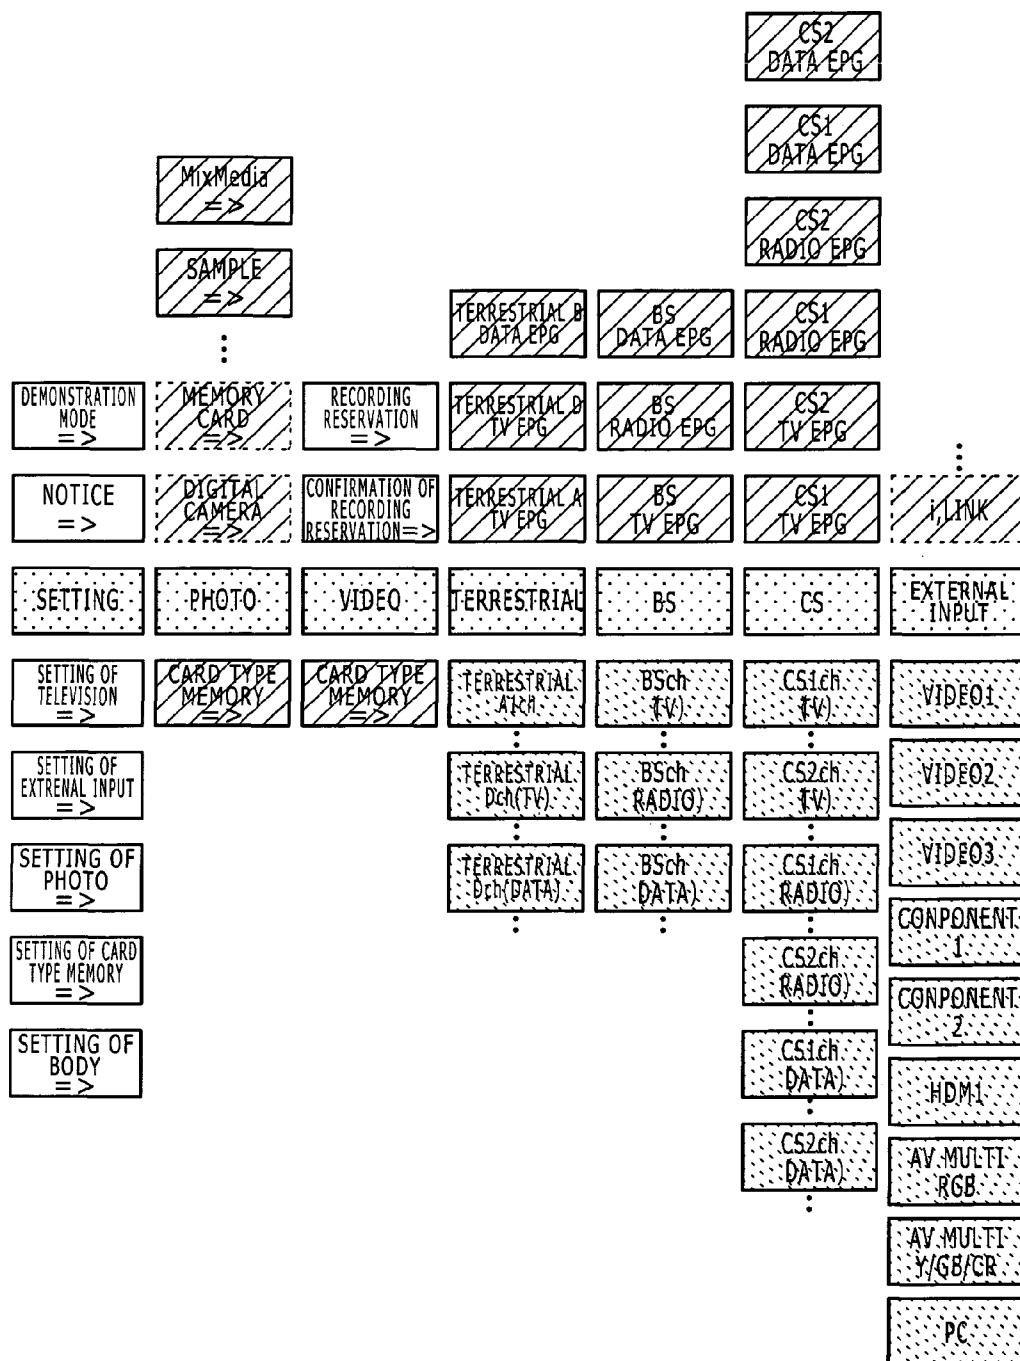 CS2
DATA EPG
CS1
DATA EPG
MixMedia
=>
CS2
RADIO EPG
SAMPLE
=>
TERRESTRIAL B
DATA EPG
BS
DATA EPG
CS1
RADIO EPG
DEMONSTRATION
MODE
=>
MEMORY
CARD
=>
RECORDING
RESERVATION
=>
TERRESTRIAL D
TV EPG
BS
RADIO EPG
CS2
TV EPG
NOTICE
=>
DIGITAL
CAMERA
=>
CONFIRMATION OF
RECORDING
RESERVATION=>
TERRESTRIAL A
TV EPG
BS
TV EPG
CS1
TV EPG
i,LINK
SETTING
PHOTO
VIDEO
TERRESTRIAL
BS
CS
EXTERNAL
INPUT
SETTING OF
TELEVISION
=>
CARD TYPE
MEMORY
=>
CARD TYPE
MEMORY
=>
TERRESTRIAL
A1ch
BSch
TV)
CS1ch
TV)
VIDEO1
SETTING OF
EXTRENAL INPUT
=>
TERRESTRIAL
Dch(TV)
BSch
RADIO)
CS2ch
TV)
VIDEO2
SETTING OF
PHOTO
=>
TERRESTRIAL
Dch(DATA)
BSch
DATA)
CS1ch
RADIO)
VIDEO3
CONPONENT
1
SETTING OF CARD
TYPE MEMORY
=>
CS2ch
RADIO)
CONPONENT
2
SETTING OF
BODY
=>
CS1ch
DATA)
HDM1
CS2ch
DATA)
AV MULTI
RGB
AV MULTI
Y/GB/CR
PC